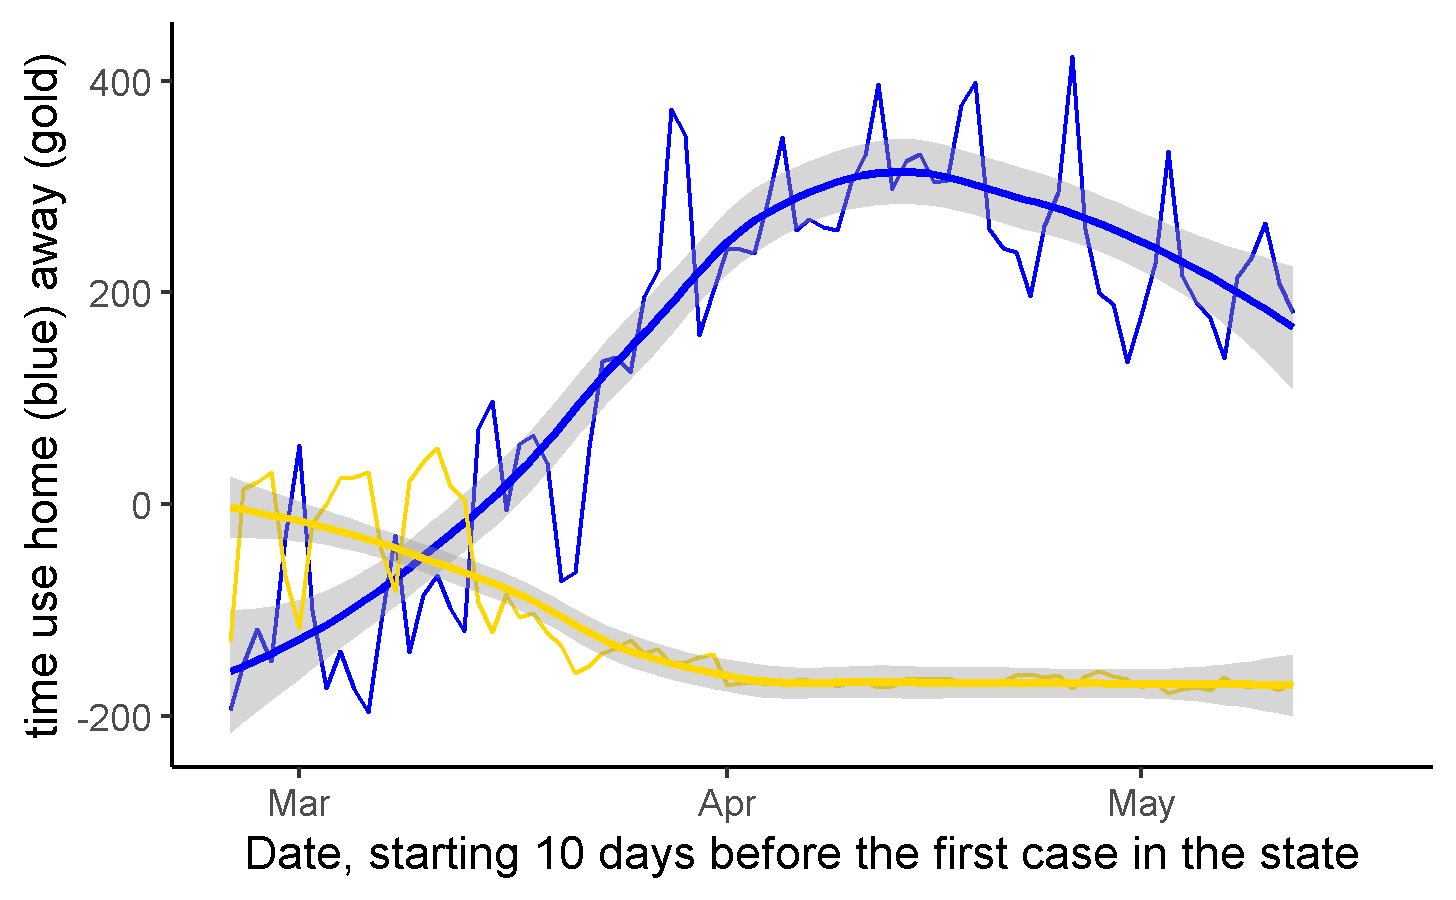 time use home (blue) away (gold)
400
200
0
-200
Mar
Apr
May
Date, starting 10 days before the first case in the state